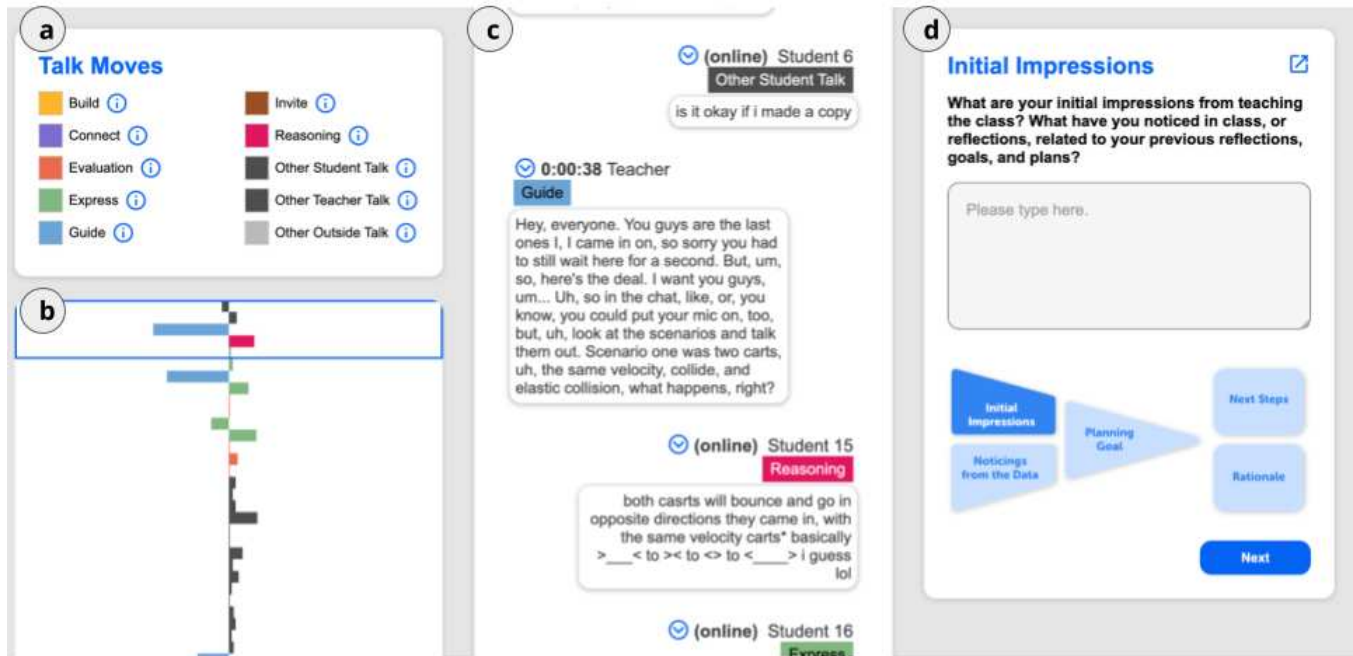 a
Talk Moves
Build
Connect
Evaluation
Express
Guide
Invite
Reasoning
Other Student Talk
Other Teacher Talk
Other Outside Talk
b
c
(online) Student 6
Other Student Talk
is it okay if i made a copy
0:00:38 Teacher
Guide
Hey, everyone. You guys are the last
ones I, I came in on, so sorry you had
to still wait here for a second. But, um,
so, here's the deal. I want you guys,
um... Uh, so in the chat, like, or, you
know, you could put your mic on, too,
but, uh, look at the scenarios and talk
them out. Scenario one was two carts,
uh, the same velocity, collide, and
elastic collision, what happens, right?
(online) Student 15
Reasoning
both casrts will bounce and go in
opposite directions they came in, with
the same velocity carts* basically
>___< to >< to <> to <____> i guess
lol
(online) Student 16
Express
d
Initial Impressions
What are your initial impressions from teaching
the class? What have you noticed in class, or
reflections, related to your previous reflections,
goals, and plans?
Please type here.
Initial
Impressions
Noticings
from the Data
Planning
Goal
Next Steps
Rationale
Next